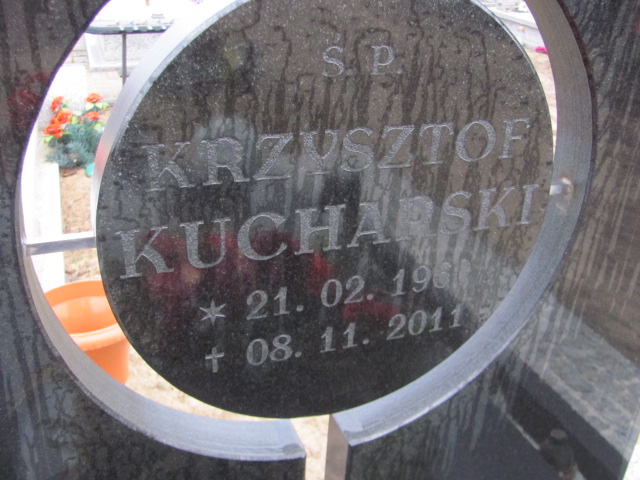 S. P.
KRZYSZTOF
KUCHARSKI
21. 02.
08. 11. 2011